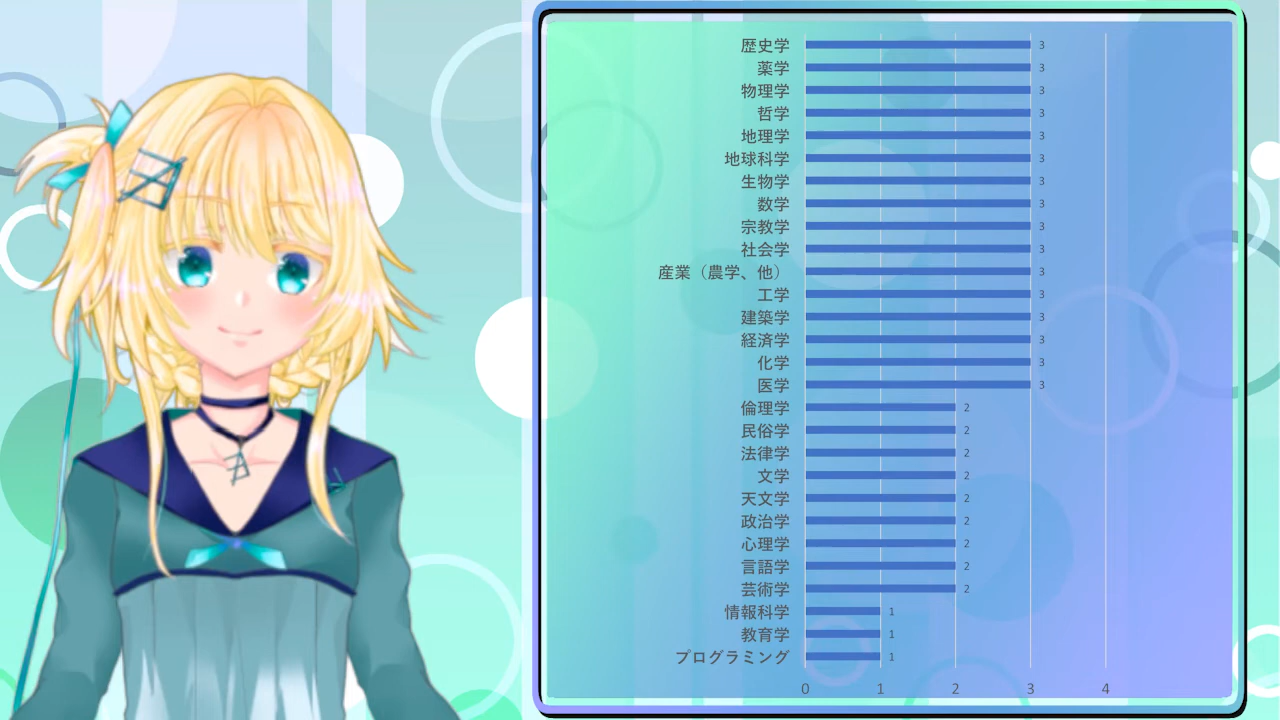 歴史学 3
薬学 3
物理学 3
哲学 3
地理学 3
地球科学 3
生物学 3
数学 3
宗教学 3
社会学 3
産業（農学、他） 3
工学 3
建築学 3
経済学 3
化学 3
医学 3
倫理学 2
民俗学 2
法律学 2
文学 2
天文学 2
政治学 2
心理学 2
言語学 2
芸術学 2
情報科学 1
教育学 1
プログラミング 1
0 1 2 3 4